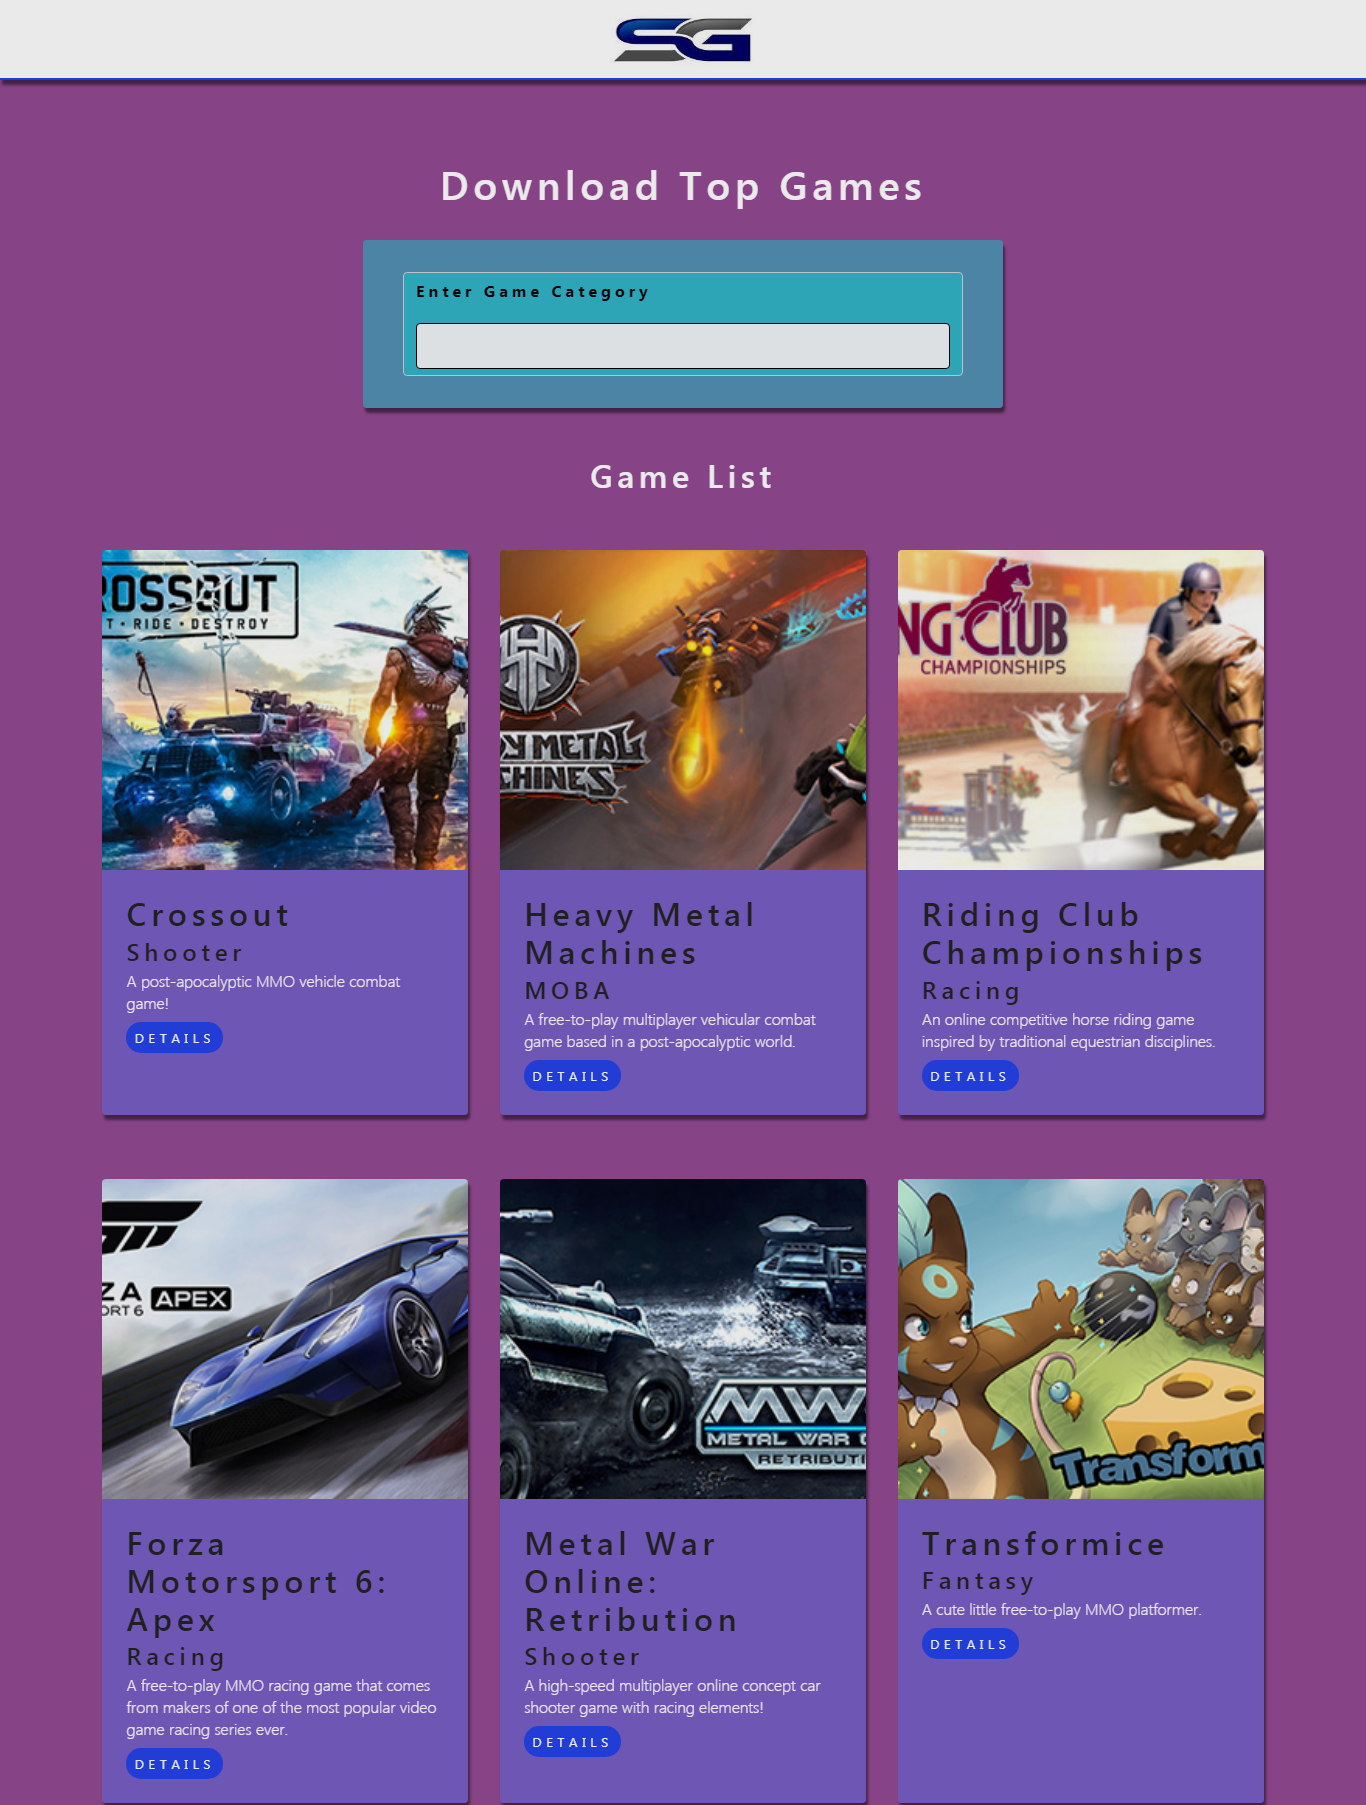 SG
Download Top Games
Enter Game Category
Game List
ROSSOUT
T • RIDE • DESTROY
Crossout
Shooter
A post-apocalyptic MMO vehicle combat
game!
DETAILS
HM
VY METAL
CHINES
Heavy Metal
Machines
MOBA
A free-to-play multiplayer vehicular combat
game based in a post-apocalyptic world.
DETAILS
NG CLUB
CHAMPIONSHIPS
Riding Club
Championships
Racing
An online competitive horse riding game
inspired by traditional equestrian disciplines.
DETAILS
ZA
ORT 6 APEX
Forza
Motorsport 6:
Apex
Racing
A free-to-play MMO racing game that comes
from makers of one of the most popular video
game racing series ever.
DETAILS
MW
METAL WAR O
RETRIBUTI
Metal War
Online:
Retribution
Shooter
A high-speed multiplayer online concept car
shooter game with racing elements!
DETAILS
Transform
Transformice
Fantasy
A cute little free-to-play MMO platformer.
DETAILS